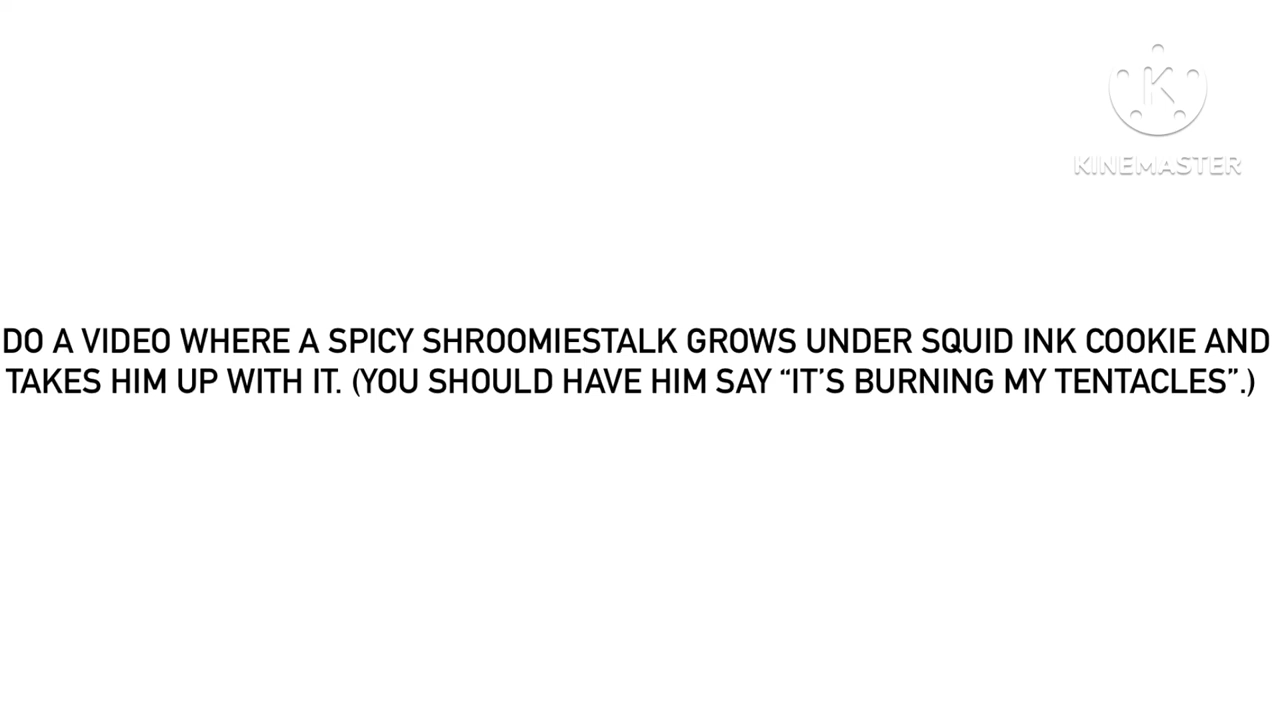 KINEMASTER
DO A VIDEO WHERE A SPICY SHROOMIESTALK GROWS UNDER SQUID INK COOKIE AND
TAKES HIM UP WITH IT. (YOU SHOULD HAVE HIM SAY “IT’S BURNING MY TENTACLES”.)